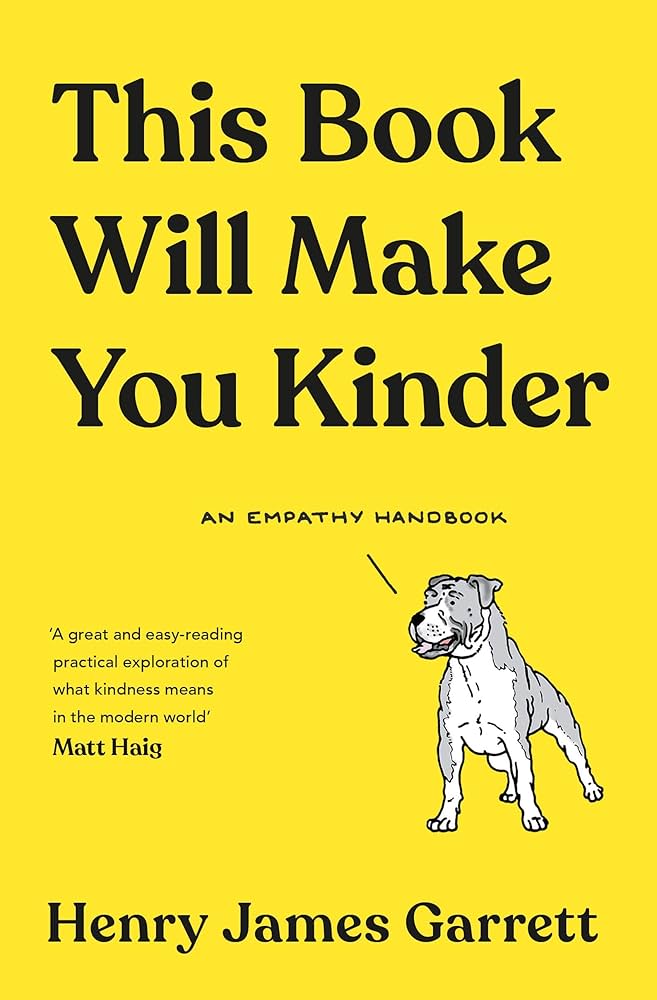 This Book
Will Make
You Kinder
AN EMPATHY HANDBOOK
‘A great and easy-reading
practical exploration of
what kindness means
in the modern world’
Matt Haig
Henry James Garrett